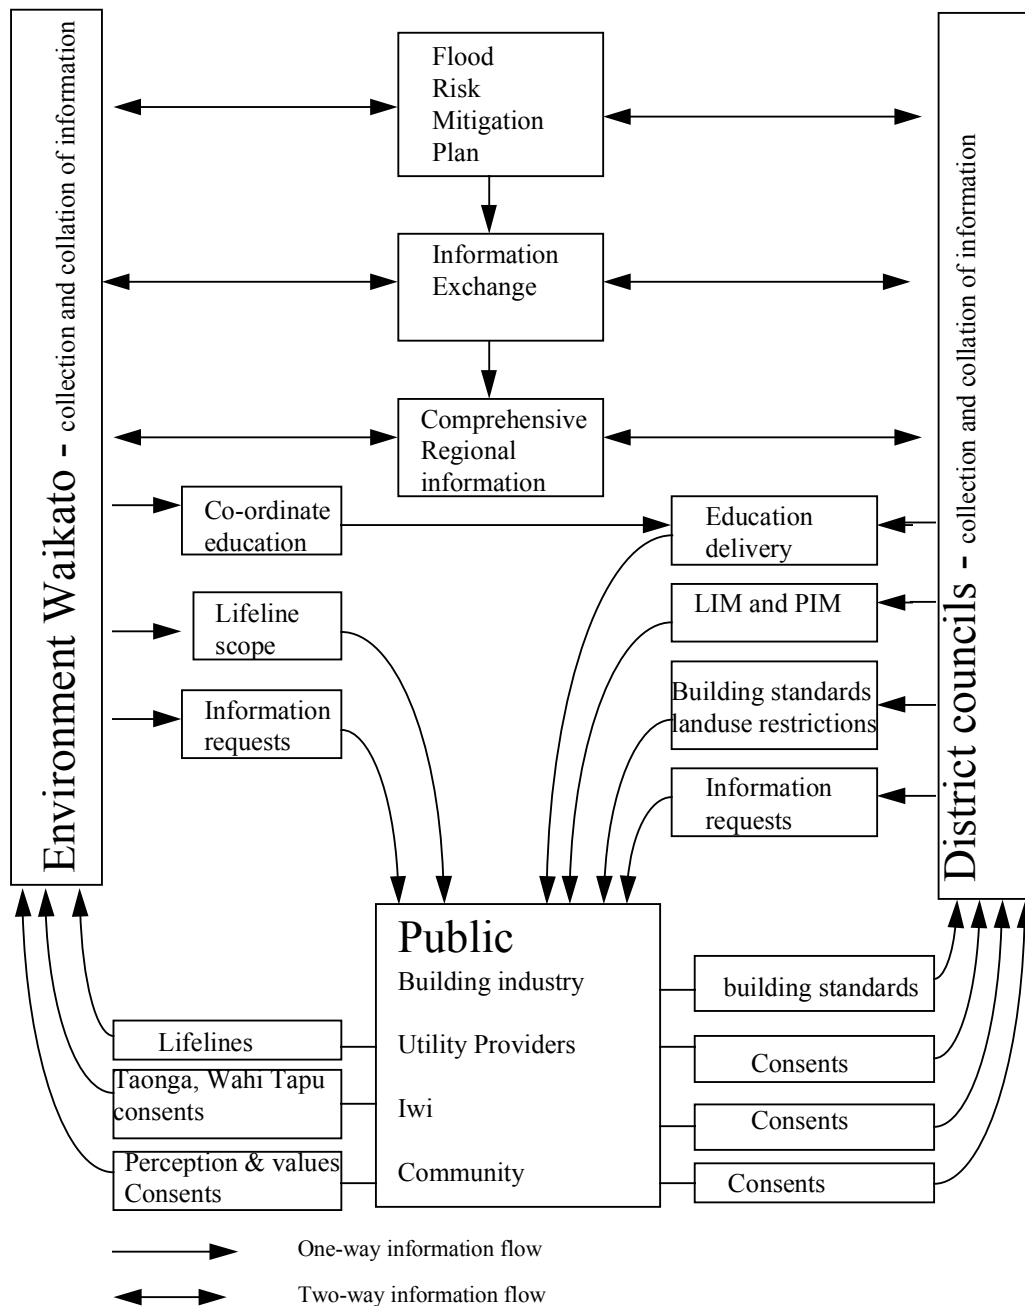 Environment Waikato - collection and collation of information
Flood
Risk
Mitigation
Plan
Information
Exchange
Comprehensive
Regional
information
Co-ordinate
education
Lifeline
scope
Information
requests
Education
delivery
LIM and PIM
Building standards
landuse restrictions
Information
requests
District councils - collection and collation of information
Public
Building industry
Utility Providers
Iwi
Community
Lifelines
Taonga, Wahi Tapu
consents
Perception & values
Consents
building standards
Consents
Consents
Consents
One-way information flow
Two-way information flow